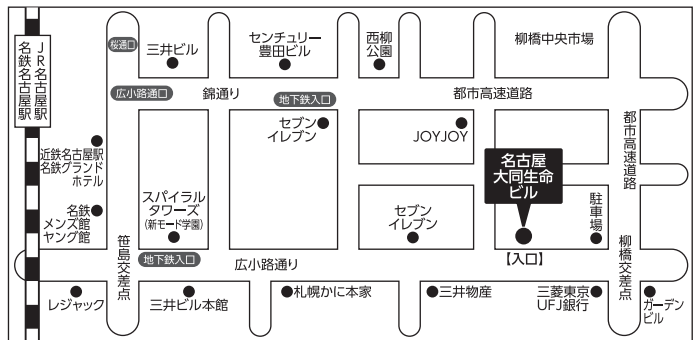 JR名古屋駅
名鉄名古屋駅
桜通口
三井ビル
センチュリー
豊田ビル
西柳
公園
柳橋中央市場
広小路通口
錦通り
地下鉄入口
都市高速道路
セブン
イレブン
JOYJOY
都市高速道路
近鉄名古屋駅
名鉄グランド
ホテル
名古屋
大同生命
ビル
スパイラル
タワーズ
(新モード学園)
名鉄
メンズ館
ヤング館
セブン
イレブン
駐車場
笹島交差点
地下鉄入口
広小路通り
【入口】
柳橋交差点
レジャック
三井ビル本館
札幌かに本家
三井物産
三菱東京
UFJ銀行
ガーデン
ビル